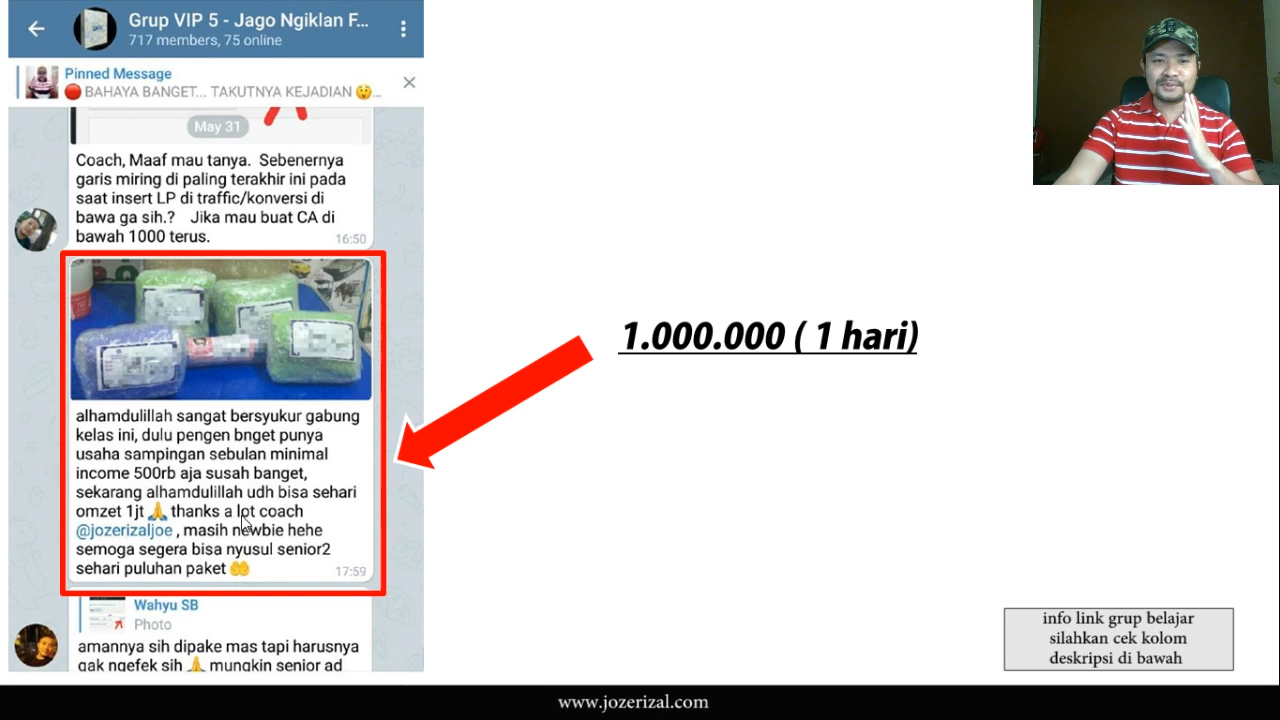 Grup VIP 5 - Jago Ngiklan F...
717 members, 75 online
Pinned Message
🔴 BAHAYA BANGET... TAKUTNYA KEJADIAN 😲...
May 31
Coach, Maaf mau tanya. Sebenernya
garis miring di paling terakhir ini pada
saat insert LP di traffic/konversi di
bawa ga sih.? Jika mau buat CA di
bawah 1000 terus.
16:50
alhamdulillah sangat bersyukur gabung
kelas ini, dulu pengen bnget punya
usaha sampingan sebulan minimal
income 500rb aja susah banget,
sekarang alhamdulillah udh bisa sehari
omzet 1jt 🙏 thanks a lot coach
@jozerizaljoe , masih newbie hehe
semoga segera bisa nyusul senior2
sehari puluhan paket 🤲
17:59
Wahyu SB
Photo
amannya sih dipake mas tapi harusnya
gak ngefek sih 🙏 mungkin senior ad
1.000.000 ( 1 hari)
info link grup belajar
silahkan cek kolom
deskripsi di bawah
www.jozerizal.com